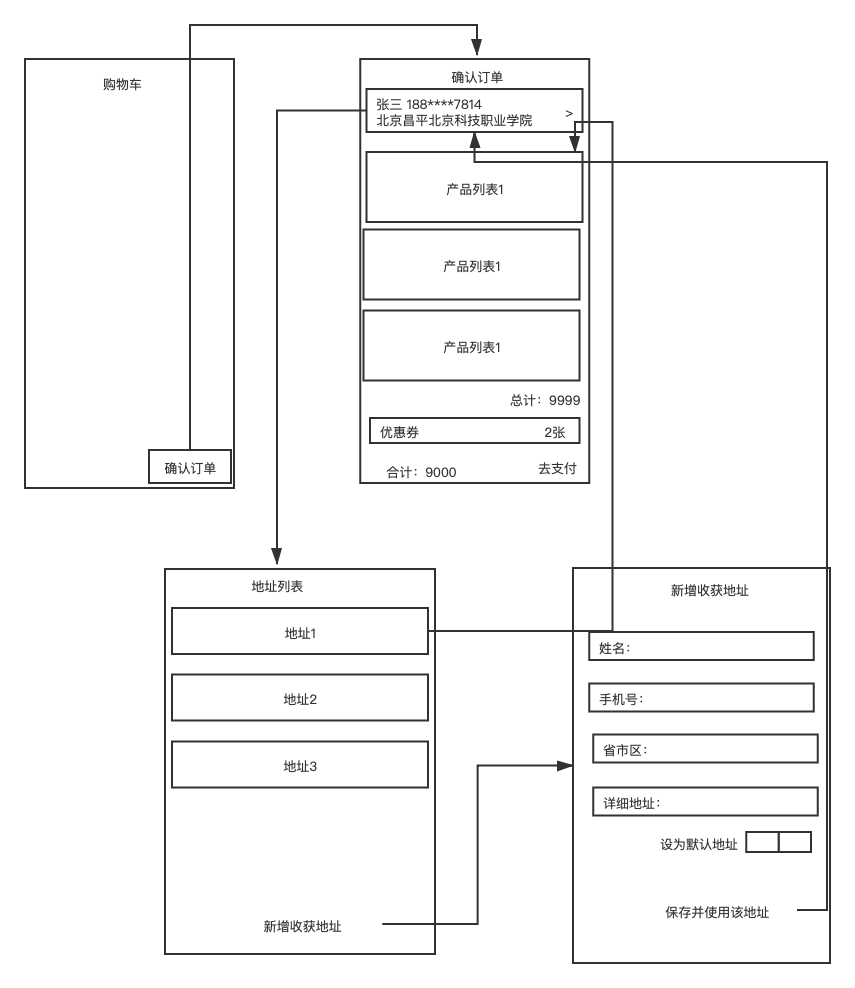 购物车
确认订单
确认订单
张三 188****7814
北京昌平北京科技职业学院
>
产品列表1
产品列表1
产品列表1
总计：9999
优惠券 2张
合计：9000 去支付
地址列表
地址1
地址2
地址3
新增收获地址
新增收获地址
姓名：
手机号：
省市区：
详细地址：
设为默认地址
保存并使用该地址